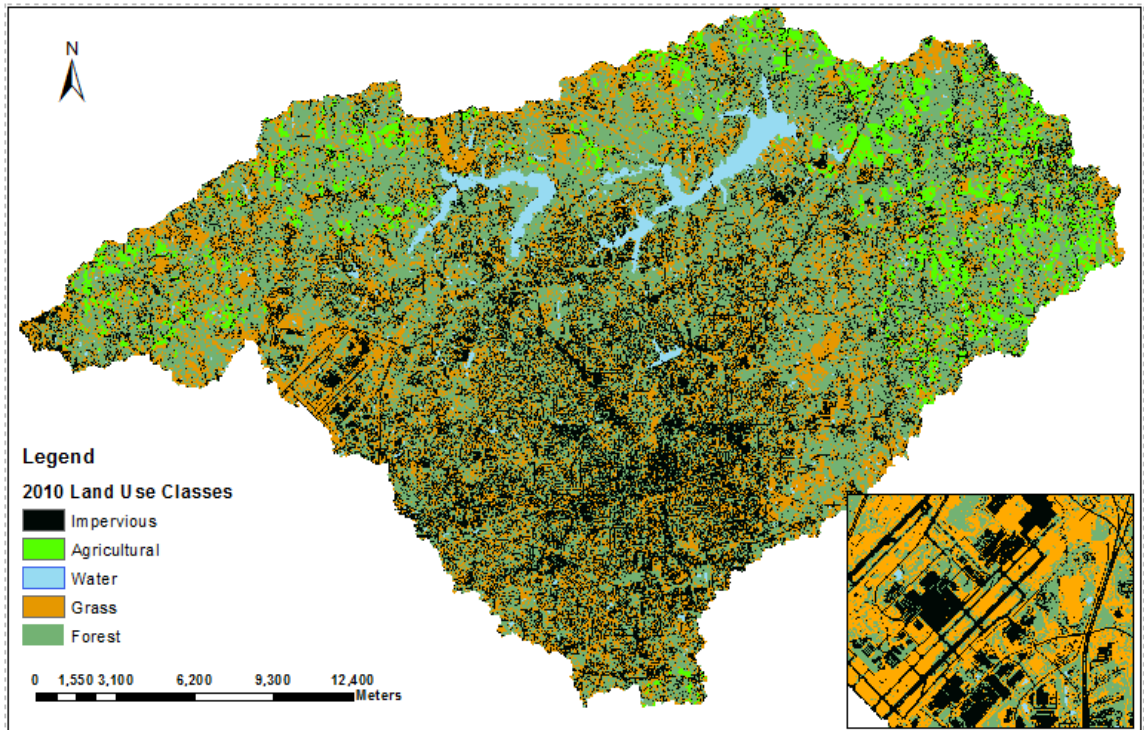 N
Legend
2010 Land Use Classes
Impervious
Agricultural
Water
Grass
Forest
0 1,550 3,100 6,200 9,300 12,400
Meters